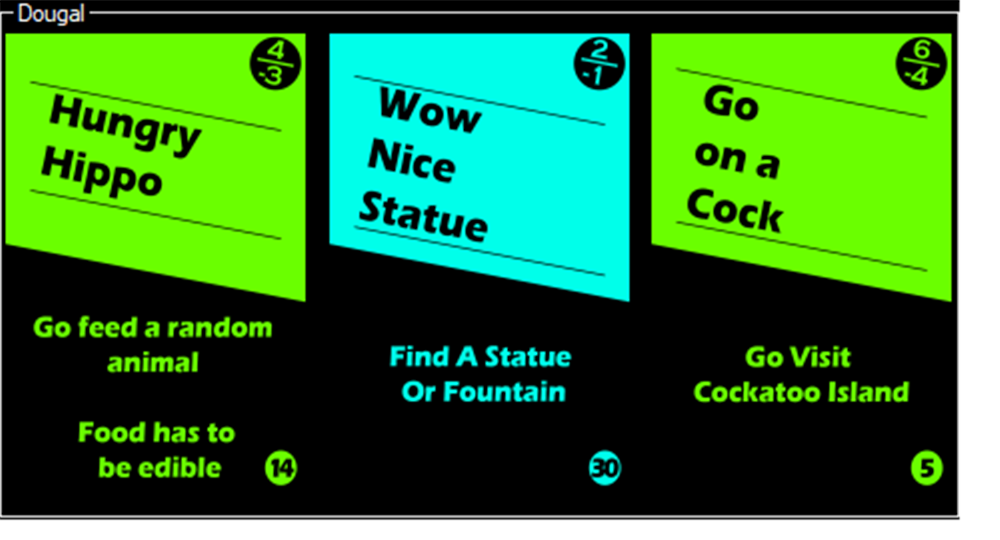 Dougal
4
-3
Hungry
Hippo
Go feed a random
animal
Food has to
be edible
14
2
-1
Wow
Nice
Statue
Find A Statue
Or Fountain
30
6
-4
Go
on a
Cock
Go Visit
Cockatoo Island
5